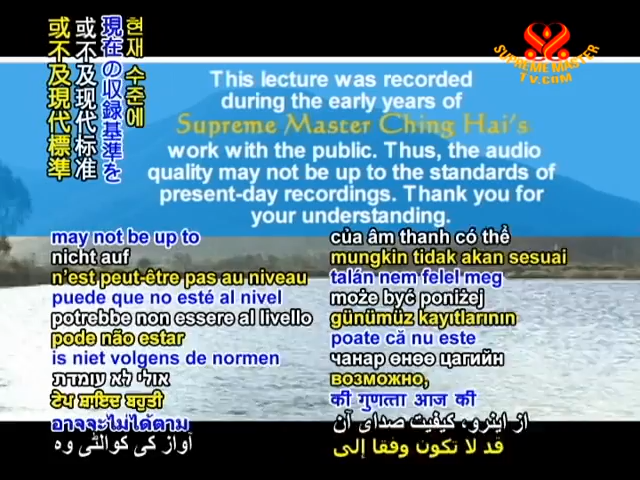 或不及現代標準
或不及现代标准
現在の収録基準を
현재 수준에
SUPREME MASTER
TV.COM
This lecture was recorded
during the early years of
Supreme Master Ching Hai's
work with the public. Thus, the audio
quality may not be up to the standards of
present-day recordings. Thank you for
your understanding.
may not be up to
nicht auf
n'est peut-être pas au niveau
puede que no esté al nivel
potrebbe non essere al livello
pode não estar
is niet volgens de normen
אולי לא עומדת
ਟੇਪ ਸ਼ਾਇਦ ਬਹੁਤੀ
อาจจะไม่ได้ตาม
آواز کی کوالٹی وہ
của âm thanh có thể
mungkin tidak akan sesuai
talán nem felel meg
może być poniżej
günümüz kayıtlarının
poate că nu este
чанар өнөө цагийн
возможно,
की गुणत्ता आज की
از اینرو، کیفیت صدای آن
قد لا تكون وفقا إلى